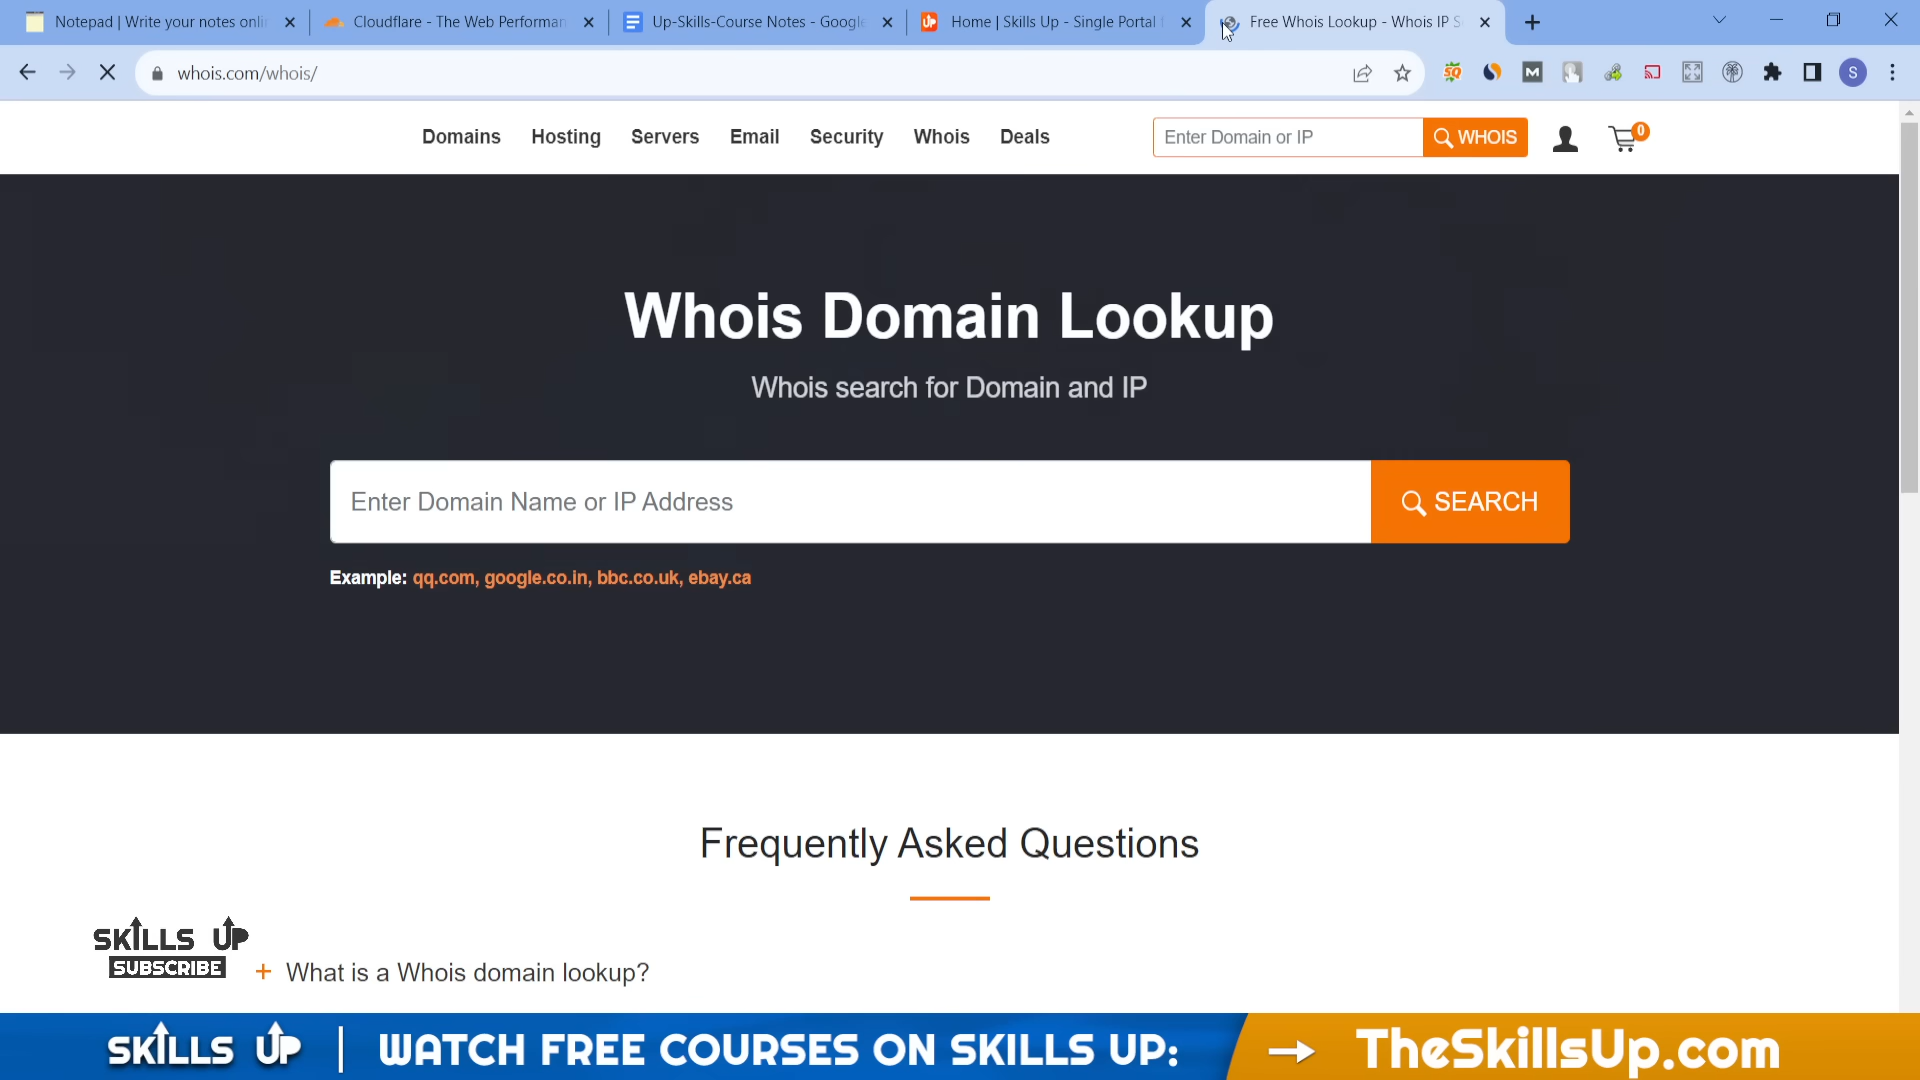 Notepad | Write your notes onlin
Cloudflare - The Web Performan
Up-Skills-Course Notes - Google
Home | Skills Up - Single Portal f
Free Whois Lookup - Whois IP S
whois.com/whois/
SQ
M
S
Domains
Hosting
Servers
Email
Security
Whois
Deals
Enter Domain or IP
WHOIS
0
Whois Domain Lookup
Whois search for Domain and IP
Enter Domain Name or IP Address
SEARCH
Example: qq.com, google.co.in, bbc.co.uk, ebay.ca
Frequently Asked Questions
SKILLS UP
SUBSCRIBE
+ What is a Whois domain lookup?
SKILLS UP | WATCH FREE COURSES ON SKILLS UP: → TheSkillsUp.com